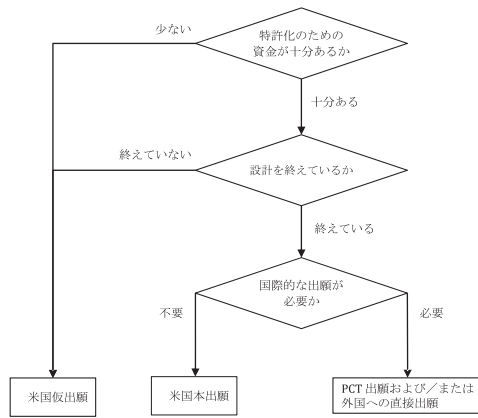 少ない
特許化のための
資金が十分あるか
十分ある
終えていない
設計を終えているか
終えている
国際的な出願が
必要か
不要
必要
米国仮出願
米国本出願
PCT 出願および／または
外国への直接出願